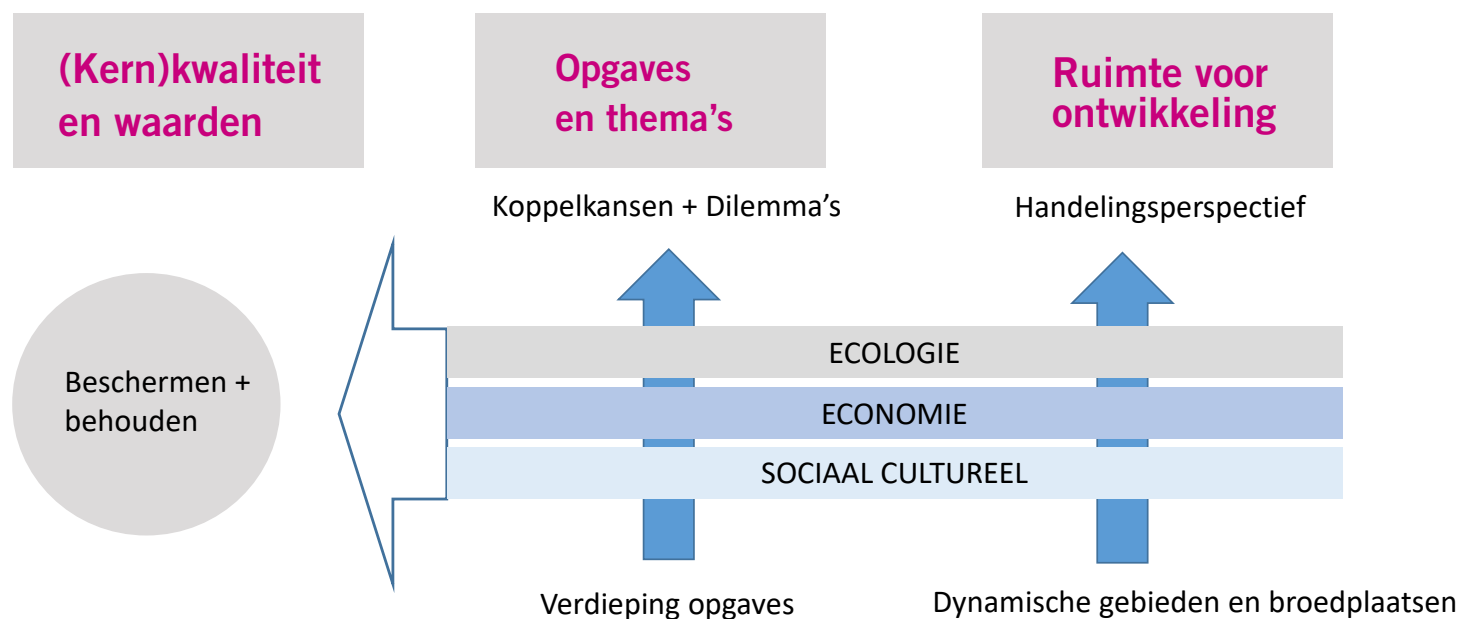 (Kern)kwaliteit
en waarden
Opgaves
en thema's
Ruimte voor
ontwikkeling
Koppelkansen + Dilemma's
Handelingsperspectief
Beschermen +
behouden
ECOLOGIE
ECONOMIE
SOCIAAL CULTUREEL
Verdieping opgaves
Dynamische gebieden en broedplaatsen